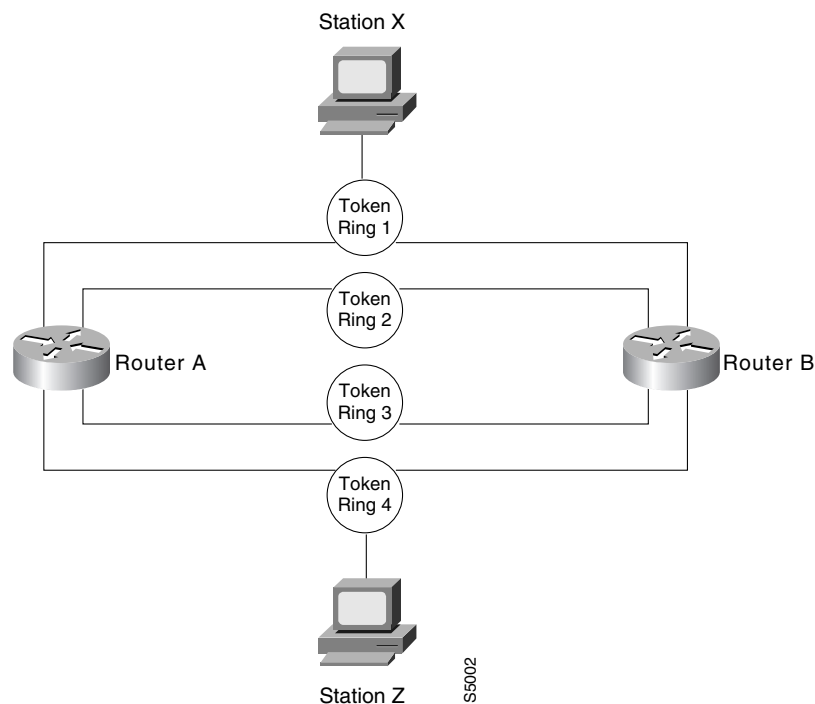 Station X
Token
Ring 1
Token
Ring 2
Router A
Router B
Token
Ring 3
Token
Ring 4
Station Z
S5002